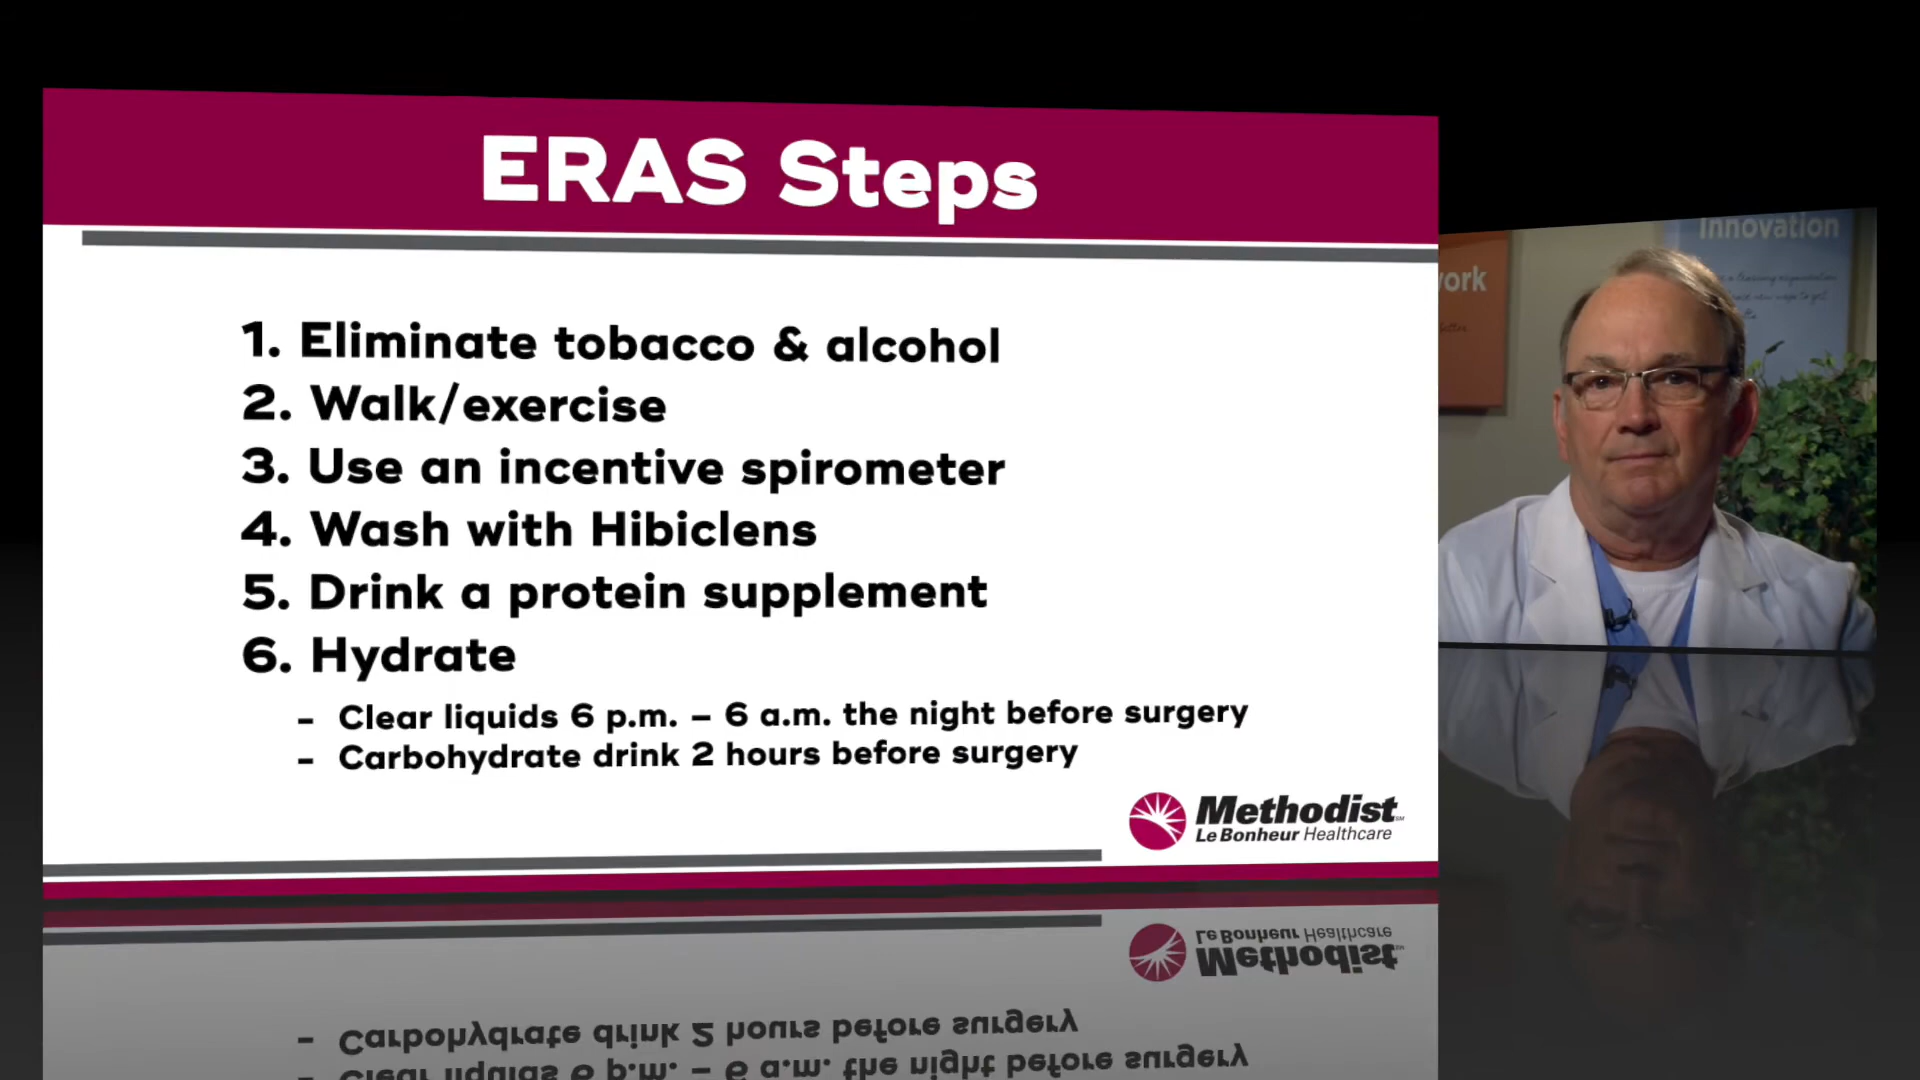 ERAS Steps
1. Eliminate tobacco & alcohol
2. Walk/exercise
3. Use an incentive spirometer
4. Wash with Hibiclens
5. Drink a protein supplement
6. Hydrate
- Clear liquids 6 p.m. – 6 a.m. the night before surgery
- Carbohydrate drink 2 hours before surgery
Methodist
Le Bonheur Healthcare
Innovation
ork